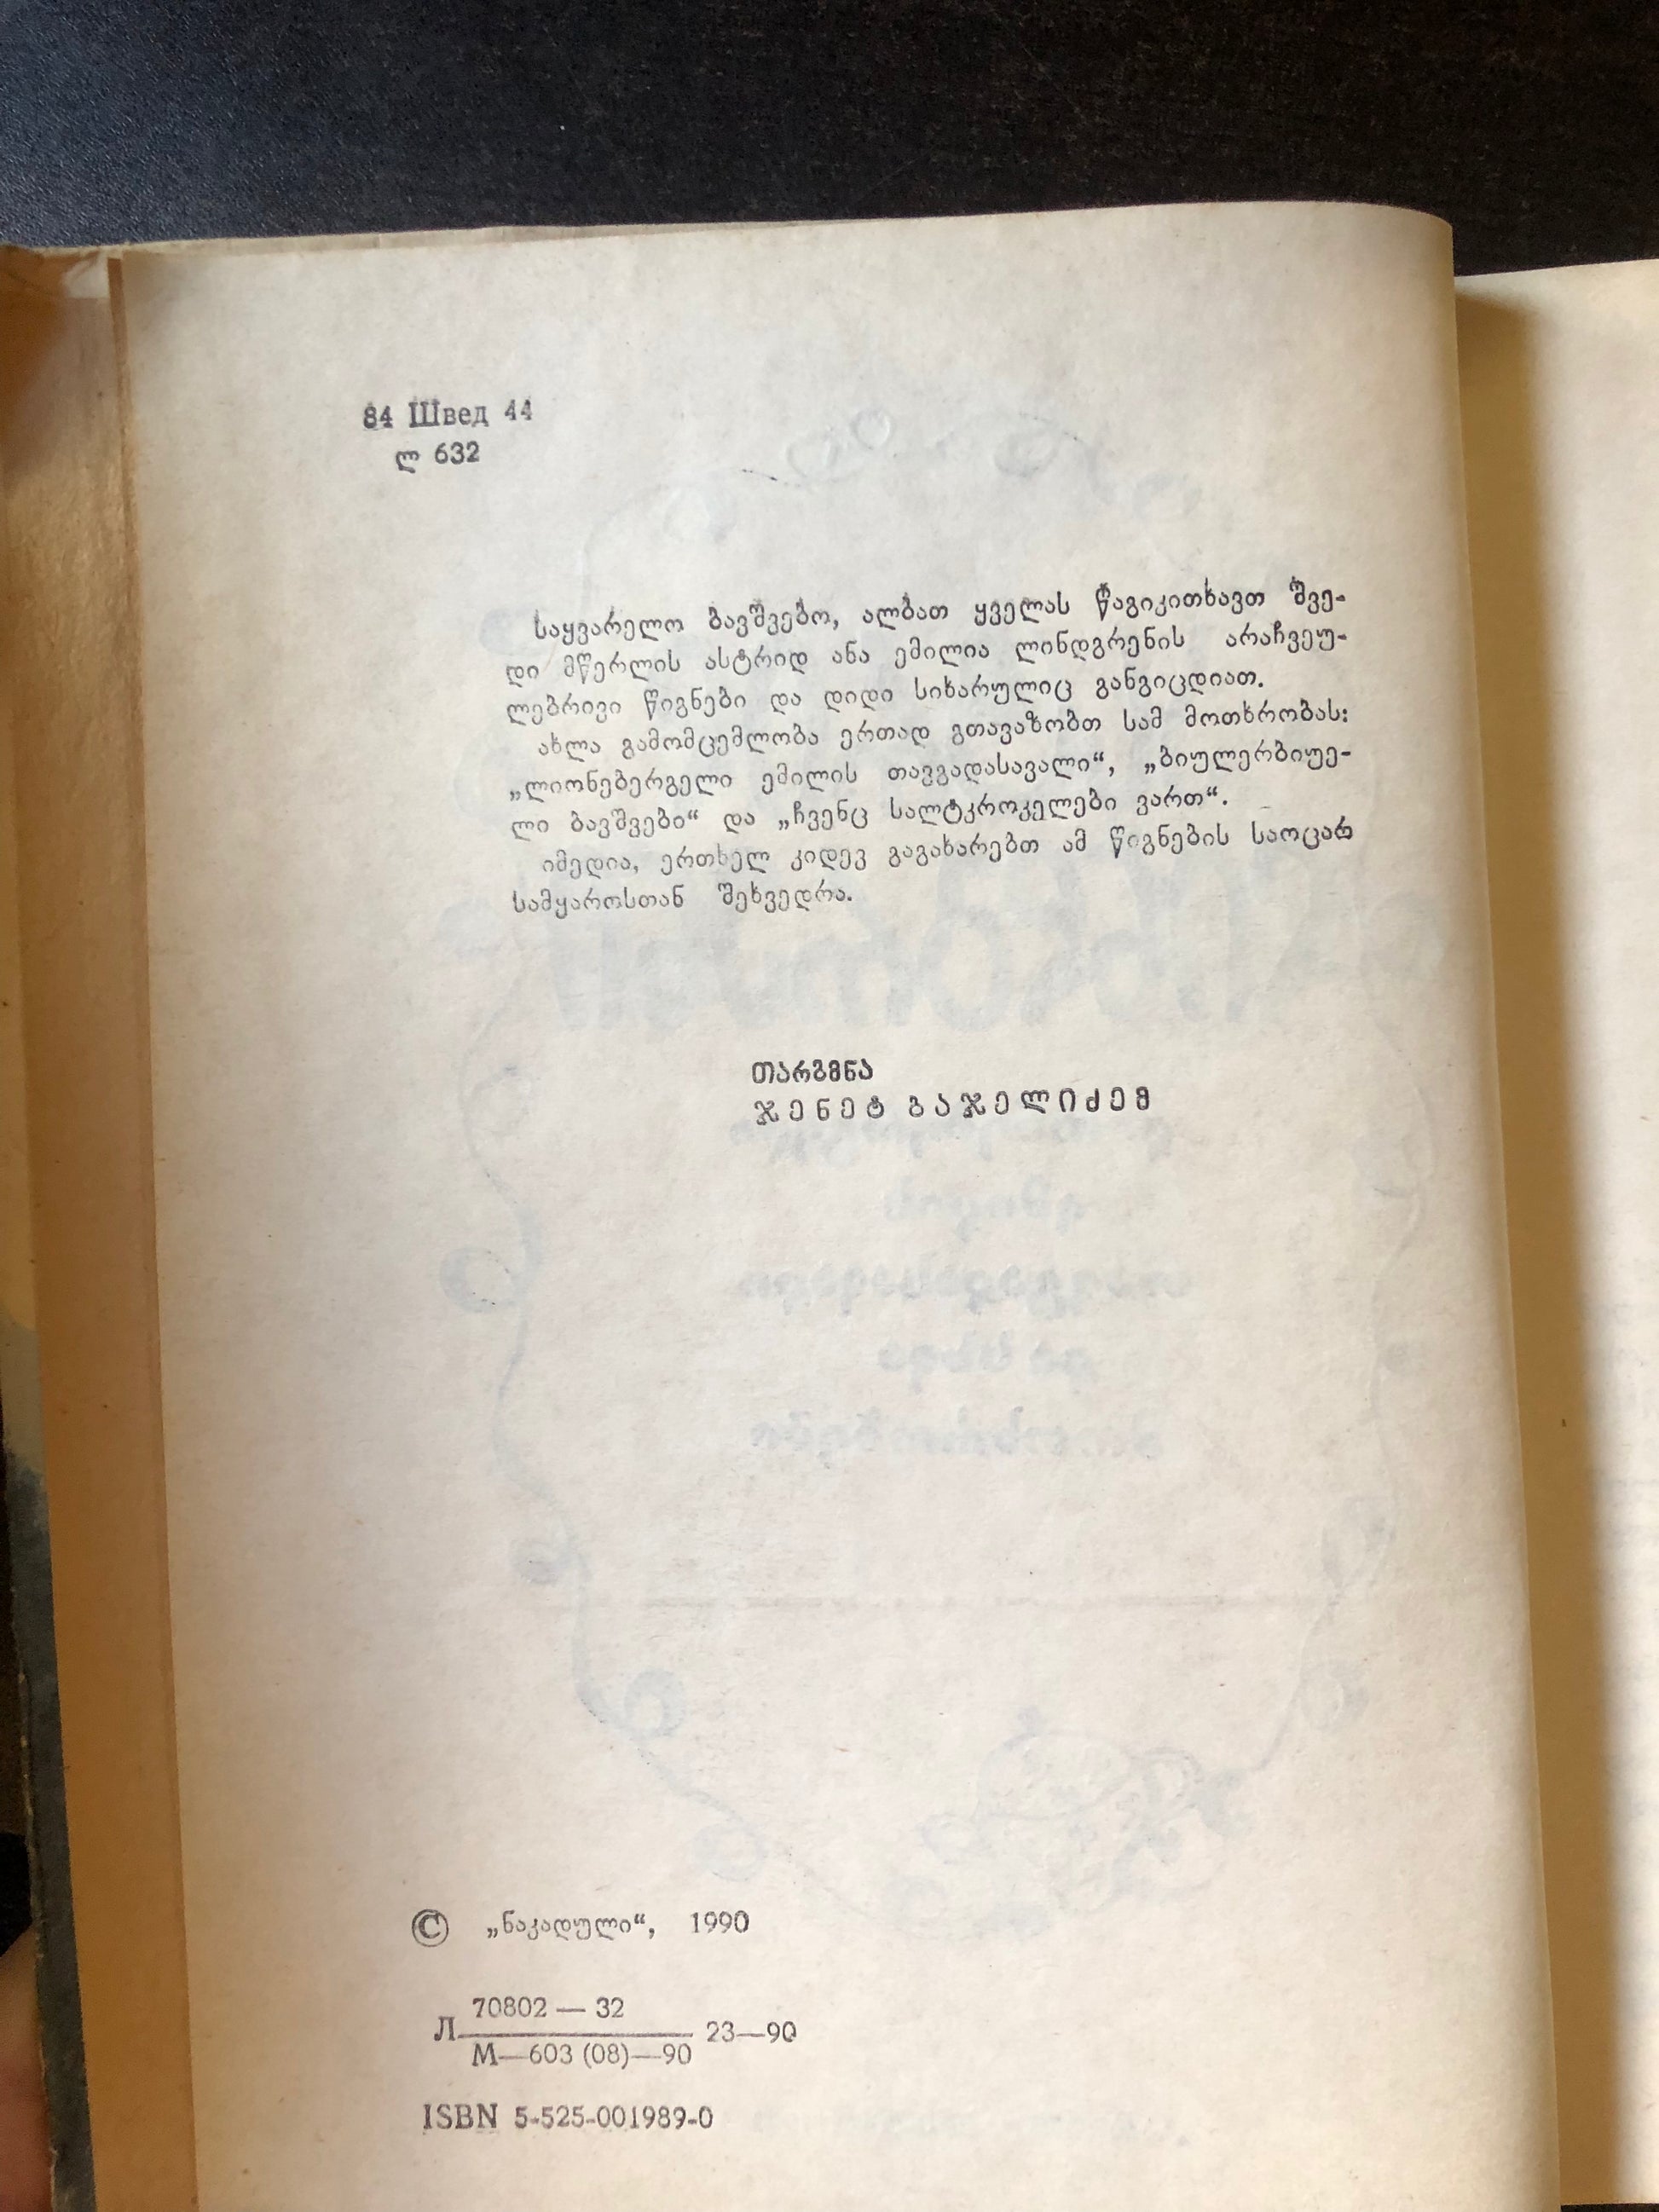 84 Швед 44
ლ 632
საყვარელო ბავშვებო, ალბათ ყველას წაგიკითხავთ შვე-
დი მწერლის ასტრიდ ანა ემილია ლინდგრენის არაჩვეუ-
ლებრივი წიგნები და დიდი სიხარულიც განგიცდიათ.
ახლა გამომცემლობა ერთად გთავაზობთ სამ მოთხრობას:
„ლიონებერგელი ემილის თავგადასავალი“, „ბიულერბიუე-
ლი ბავშვები“ და „ჩვენც სალტკროკელები ვართ“.
იმედია, ერთხელ კიდევ გაგახარებთ ამ წიგნების საოცარ
სამყაროსთან შეხვედრა.
თარგმნა
ჯენეტ გაჯელიძემ
© „ნაკადული“, 1990
70802 — 32
Л 23—90
М—603 (08)—90
ISBN 5-525-001989-0